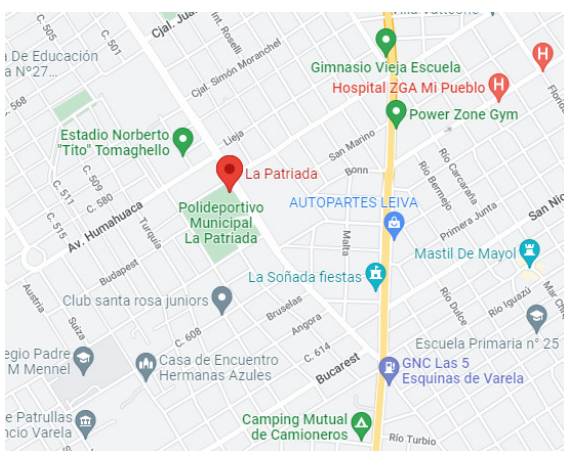 C. 505
C. 501
Cjal. Jua
Int. Roselli
Cjal. Simón Moranchel
a De Educación
a N°27...
568
Gimnasio Vieja Escuela
Hospital ZGA Mi Pueblo
Power Zone Gym
Florida
Estadio Norberto
"Tito" Tomaghello
Lieja
San Marino
Bonn
La Patriada
Río Carcarañá
Río Bermejo
C. 509
C. 511
C. 580
C. 515
Av. Humahuaca
Turquía
Polideportivo
Municipal
La Patriada
AUTOPARTES LEIVA
Malta
Primera Junta
San Nic
Budapest
La Soñada fiestas
Mastil De Mayol
Austria
Suiza
Club santa rosa juniors
Bruselas
Angora
Río Dulce
Río Iguazú
Mar Chiq
C. 608
C. 614
Bucarest
Escuela Primaria n° 25
egio Padre
M Mennel
Casa de Encuentro
Hermanas Azules
GNC Las 5
Esquinas de Varela
e Patrullas
ncio Varela
Camping Mutual
de Camioneros
Río Turbio